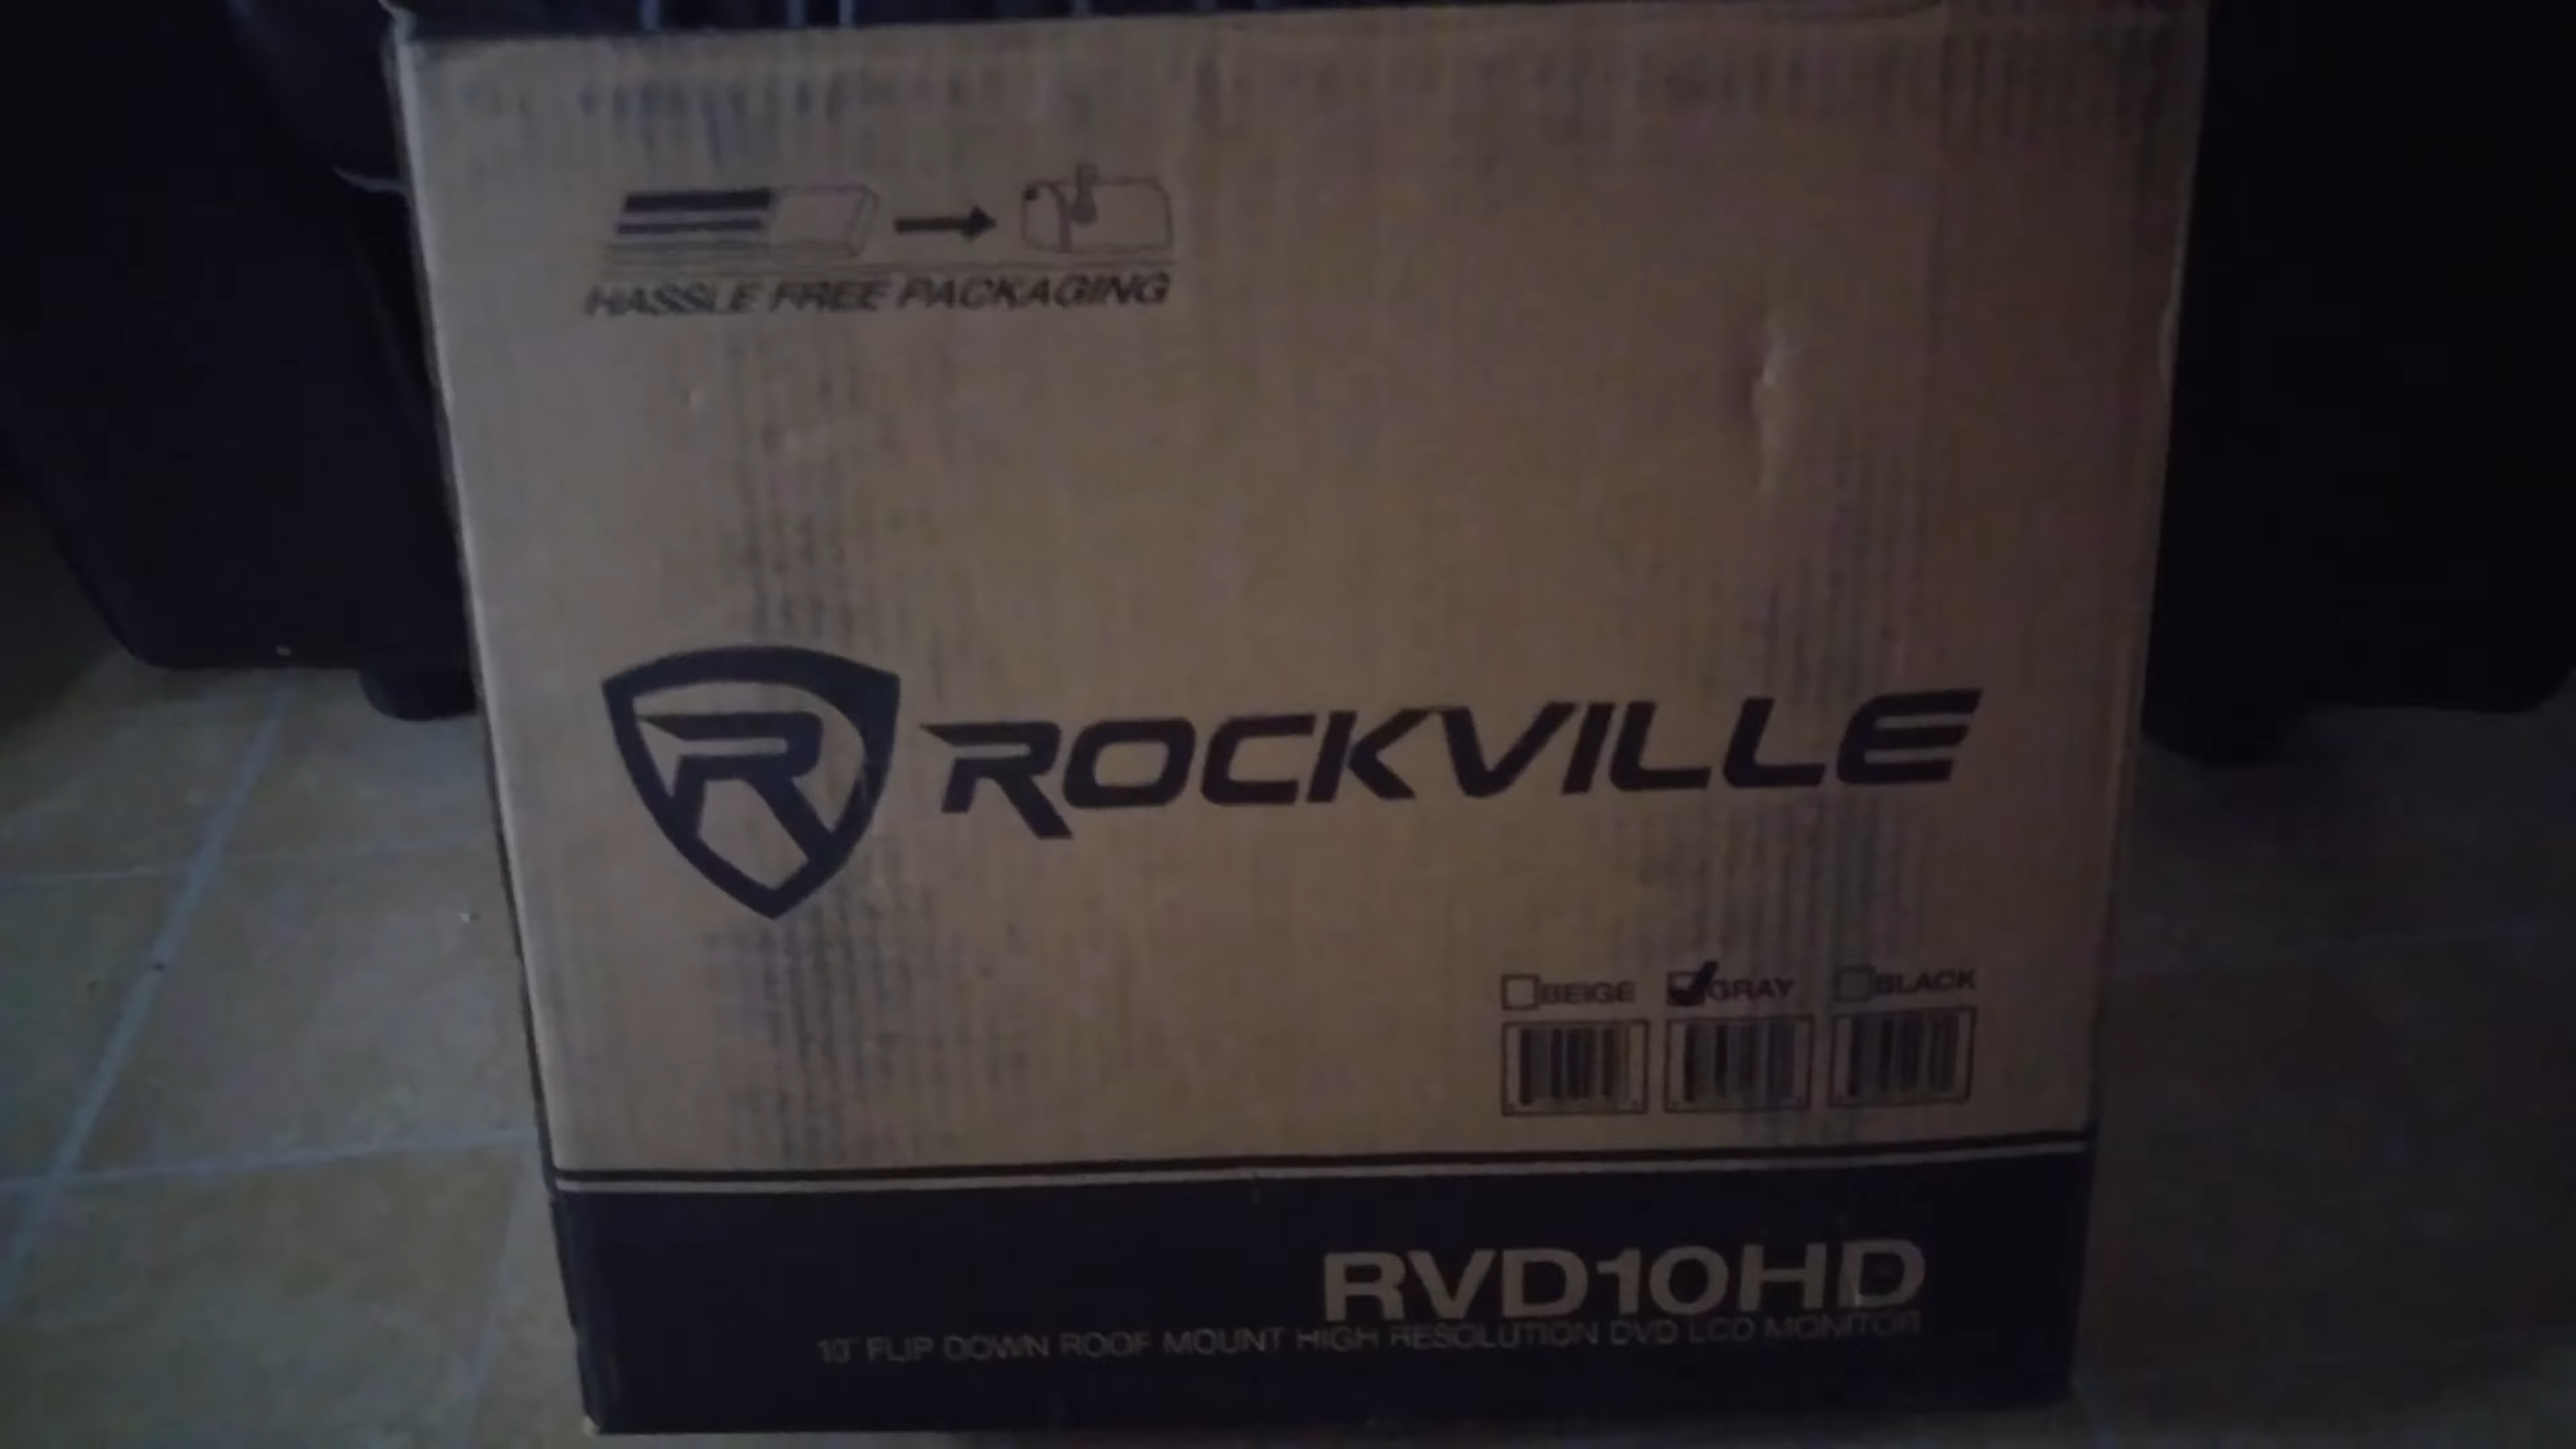 HASSLE FREE PACKAGING
R ROCKVILLE
BEIGE GRAY BLACK
RVD10HD
10" FLIP DOWN ROOF MOUNT HIGH RESOLUTION DVD LCD MONITOR